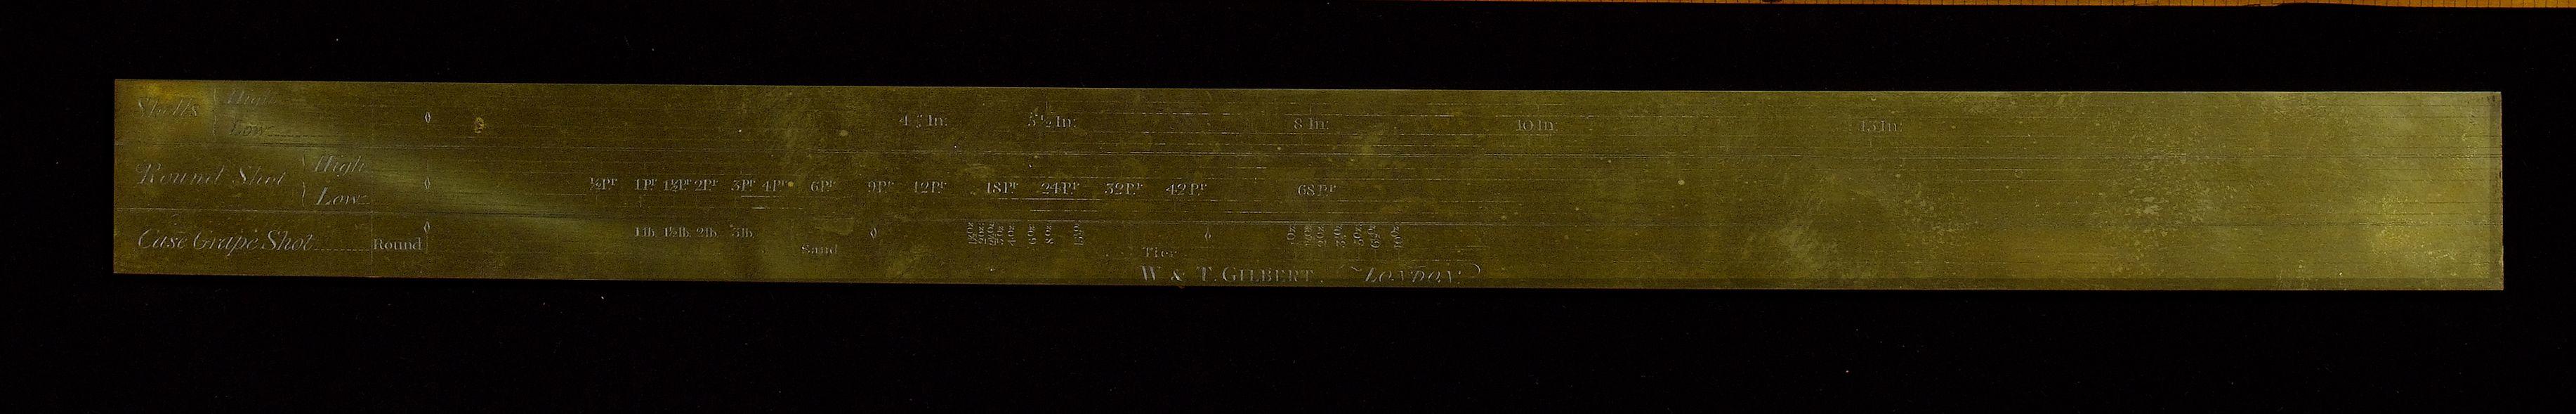 Shells { High
Low
4 ½ In: 5½ In: 8 In: 10 In: 13 In:
Round Shot { High
Low
½Pr 1Pr 1½Pr 2Pr 3Pr 4Pr 6Pr 9Pr 12Pr 18Pr 24Pr 32Pr 42Pr 68Pr
Case Grape Shot Round 1lb 1½lb 2lb 3lb
Sand
Tier
W & T. GILBERT. LONDON.